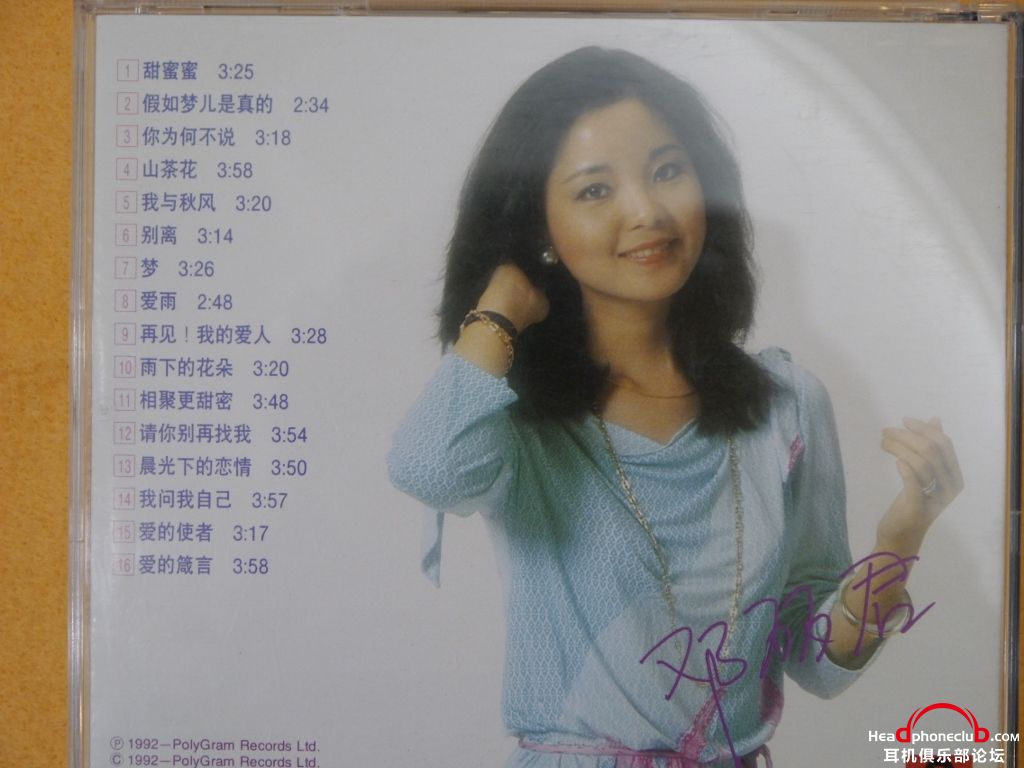 1 甜蜜蜜 3:25
2 假如梦儿是真的 2:34
3 你为何不说 3:18
4 山茶花 3:58
5 我与秋风 3:20
6 别离 3:14
7 梦 3:26
8 爱雨 2:48
9 再见!我的爱人 3:28
10 雨下的花朵 3:20
11 相聚更甜密 3:48
12 请你别再找我 3:54
13 晨光下的恋情 3:50
14 我问我自己 3:57
15 爱的使者 3:17
16 爱的箴言 3:58
邓丽君
℗ 1992—PolyGram Records Ltd.
© 1992—PolyGram Records Ltd.
HeadphonecluD.com
耳机俱乐部论坛